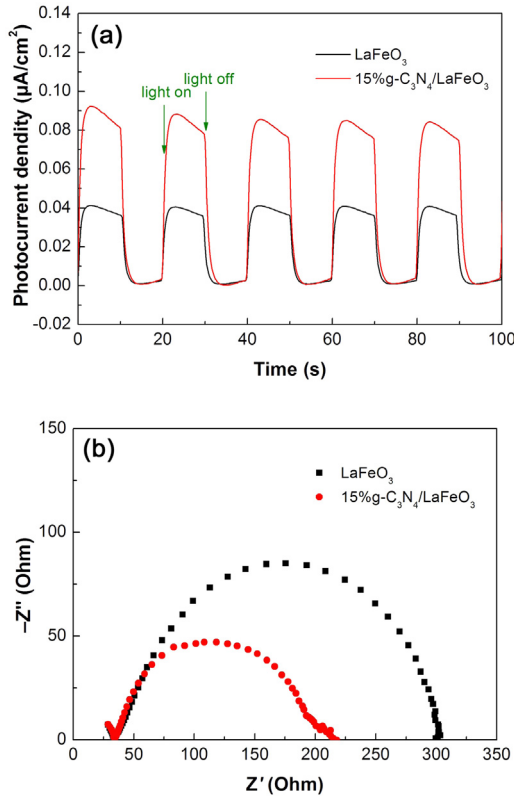 (a)
LaFeO₃
15%g-C₃N₄/LaFeO₃
light on
light off
Photocurrent dendity (µA/cm²)
0.14
0.12
0.10
0.08
0.06
0.04
0.02
0.00
-0.02
0 20 40 60 80 100
Time (s)
(b)
LaFeO₃
15%g-C₃N₄/LaFeO₃
–Z" (Ohm)
150
100
50
0
0 50 100 150 200 250 300 350
Z' (Ohm)